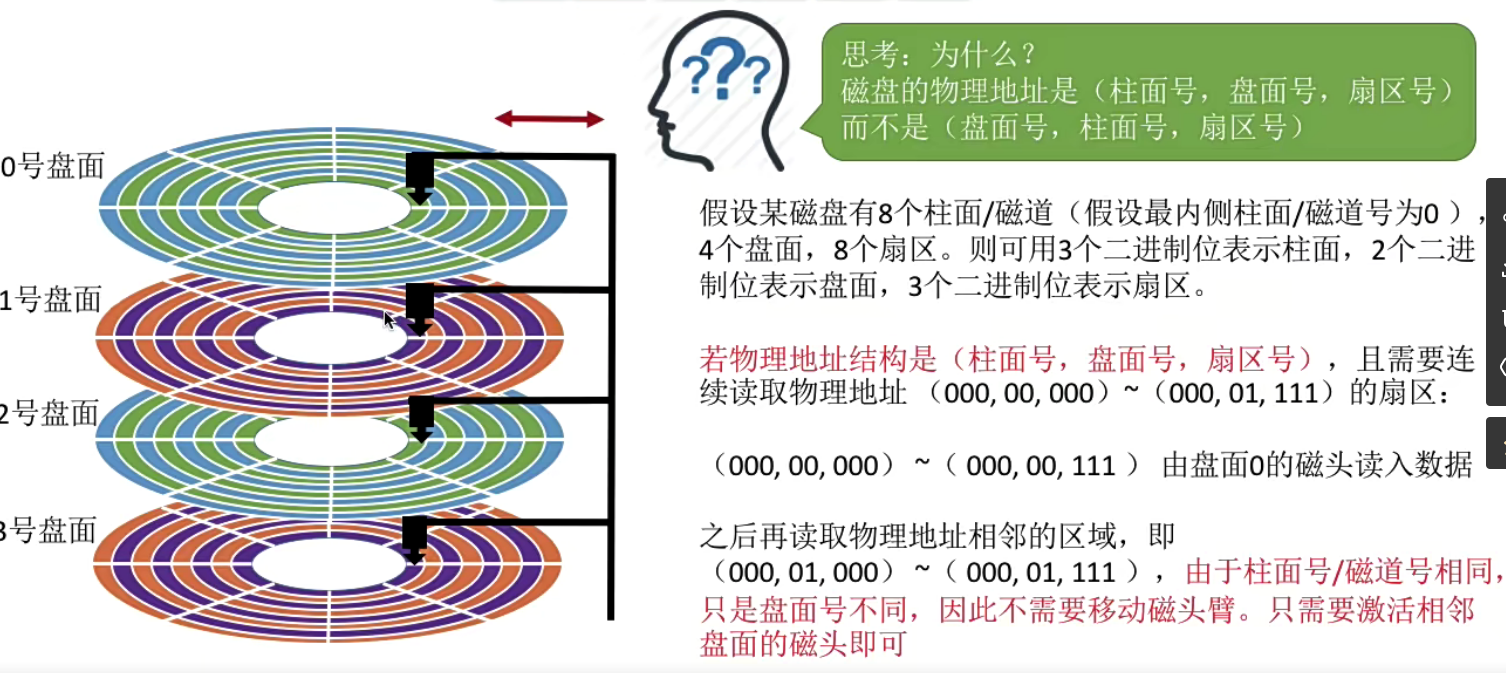 ???
思考：为什么？
磁盘的物理地址是（柱面号，盘面号，扇区号）
而不是（盘面号，柱面号，扇区号）
0号盘面
1号盘面
2号盘面
3号盘面
假设某磁盘有8个柱面/磁道（假设最内侧柱面/磁道号为0 ），
4个盘面，8个扇区。则可用3个二进制位表示柱面，2个二进
制位表示盘面，3个二进制位表示扇区。
若物理地址结构是（柱面号，盘面号，扇区号），且需要连
续读取物理地址 （000, 00, 000）~（000, 01, 111）的扇区：
（000, 00, 000） ~（ 000, 00, 111 ） 由盘面0的磁头读入数据
之后再读取物理地址相邻的区域，即
（000, 01, 000） ~（ 000, 01, 111 ），由于柱面号/磁道号相同，
只是盘面号不同，因此不需要移动磁头臂。只需要激活相邻
盘面的磁头即可